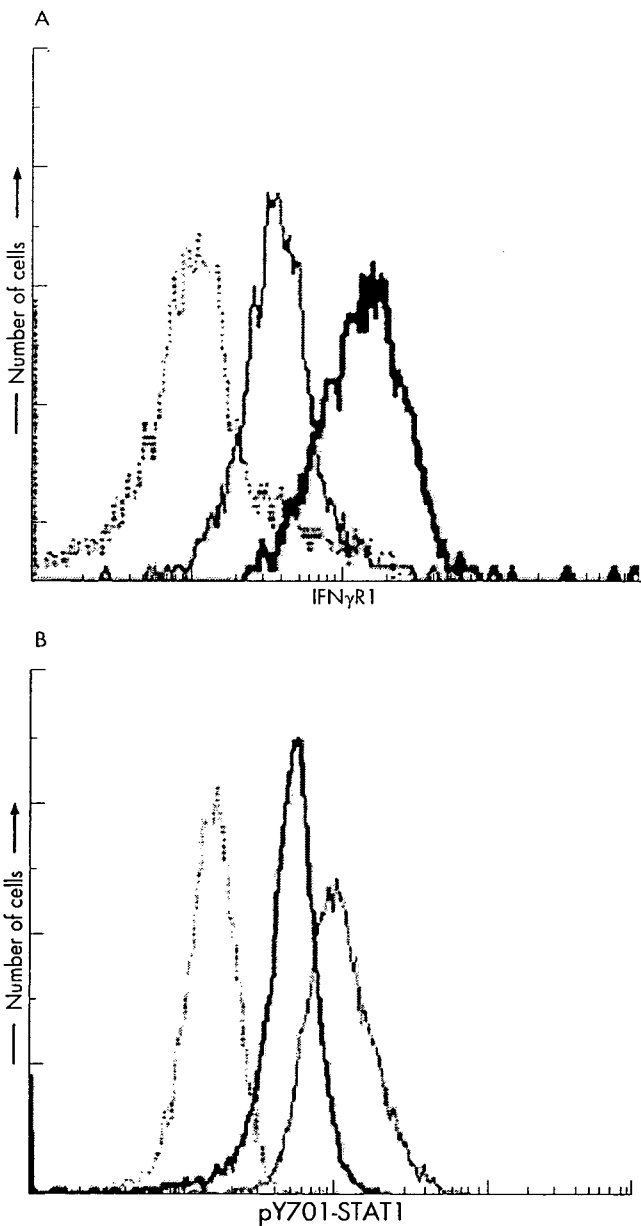 A
Number of cells
IFNγR1
B
Number of cells
pY701-STAT1